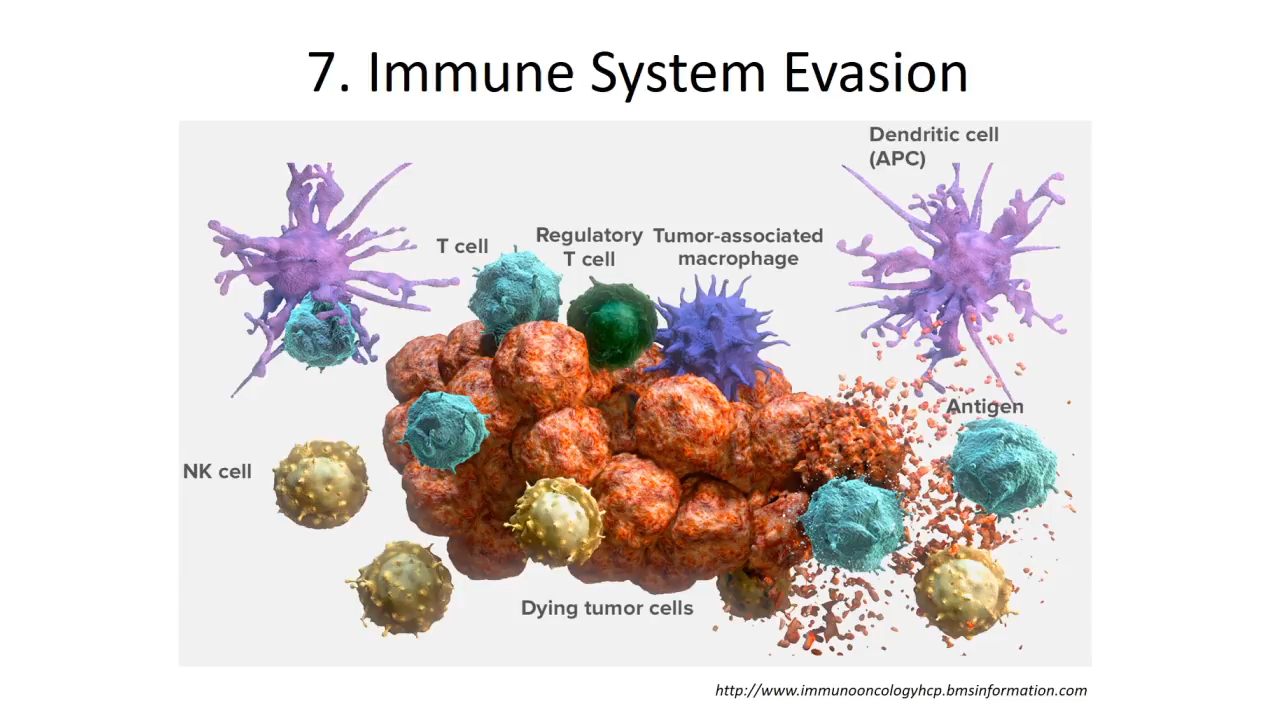 7. Immune System Evasion
Dendritic cell
(APC)
T cell
Regulatory
T cell
Tumor-associated
macrophage
Antigen
NK cell
Dying tumor cells
http://www.immunooncologyhcp.bmsinformation.com